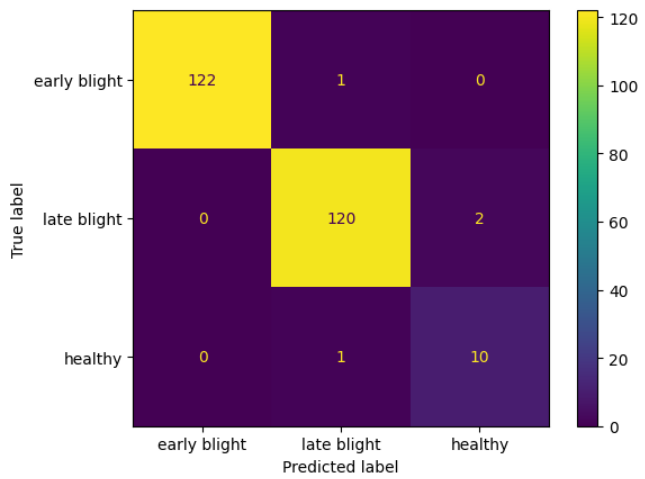 120
early blight 122 1 0
100
80
late blight 0 120 2
60
40
healthy 0 1 10
20
0
early blight late blight healthy
Predicted label
True label